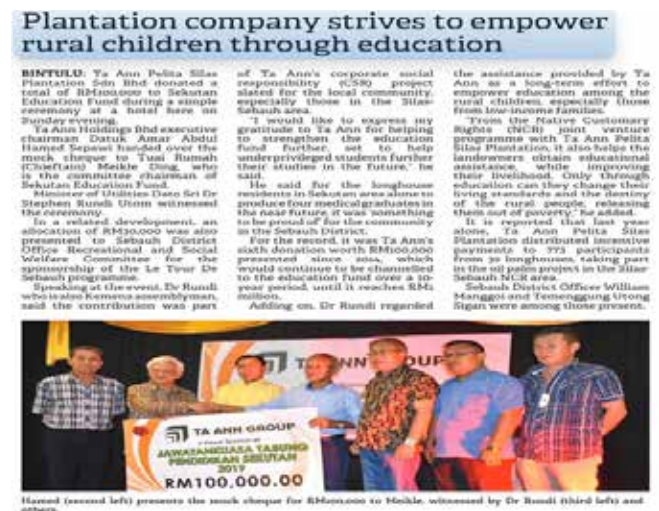 Plantation company strives to empower
rural children through education
BINTULU: Ta Ann Pelita Silas
Plantation Sdn Bhd donated a
total of RM100,000 to Sekutan
Education Fund during a simple
ceremony at a hotel here on
Sunday evening.
Ta Ann Holdings Bhd executive
chairman Datuk Amar Abdul
Hamed Sepawi handed over the
mock cheque to Tuai Rumah
(Chieftain) Meikle Ding, who
is the committee chairman of
Sekutan Education Fund.
Minister of Utilities Dato Sri Dr
Stephen Rundi Utom witnessed
the ceremony.
In a related development, an
allocation of RM30,000 was also
presented to Sebauh District
Office Recreational and Social
Welfare Committee for the
sponsorship of the Le Tour De
Sebauh programme.
Speaking at the event, Dr Rundi
who is also Kemena assemblyman,
said the contribution was part
of Ta Ann's corporate social
responsibility (CSR) project
slated for the local community,
especially those in the Silas-
Sebauh area.
"I would like to express my
gratitude to Ta Ann for helping
to strengthen the education
fund further, set to help
underprivileged students further
their studies in the future," he
said.
He said for the longhouse
residents in Sekutan area alone to
produce four medical graduates in
the near future, it was something
to be proud of for the community
in the Sebauh District.
For the record, it was Ta Ann's
sixth donation worth RM100,000
presented since 2014, which
would continue to be channelled
to the education fund over a 10-
year period, until it reaches RM1
million.
Adding on, Dr Rundi regarded
the assistance provided by Ta
Ann as a long-term effort to
empower education among the
rural children, especially those
from low-income families.
"From the Native Customary
Rights (NCR) joint venture
programme with Ta Ann Pelita
Silas Plantation, it also helps the
landowners obtain educational
assistance, while improving
their livelihood. Only through
education can they change their
living standards and the destiny
of the rural people, releasing
them out of poverty," he added.
It is reported that last year
alone, Ta Ann Pelita Silas
Plantation distributed incentive
payments to 773 participants
from 30 longhouses, taking part
in the oil palm project in the Silas-
Sebauh NCR area.
Sebauh District Officer William
Manggoi and Temenggung Utong
Sigan were among those present.
TA ANN GROUP
TA ANN GROUP
JAWATANKUASA TABUNG
PENDIDIKAN SEKUTAN
2019
RM100,000.00
Hamed (second left) presents the mock cheque for RM100,000 to Meikle, witnessed by Dr Rundi (third left) and
others.